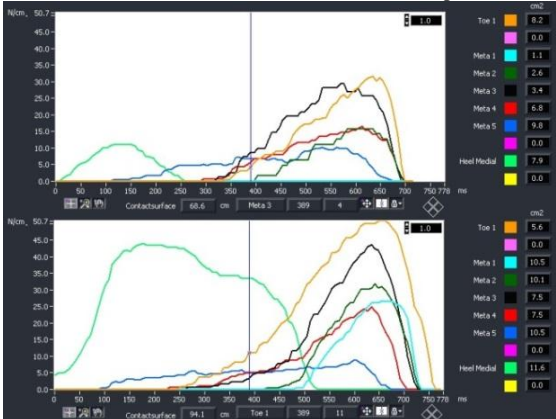 cm2
N/cm, 50.7
1.0
Toe 1 8.2
45.0
0.0
40.0
Meta 1 1.1
35.0
Meta 2 2.6
30.0
Meta 3 3.4
25.0
Meta 4 6.8
20.0
Meta 5 9.8
15.0
0.0
10.0
Heel Medial 7.9
5.0
0.0
0.0
0 50 100 150 200 250 300 350 400 450 500 550 600 650 700 750 778 ms
Contactsurface 68.6 cm Meta 3 389 4
cm2
N/cm, 50.7
1.0
Toe 1 5.6
45.0
0.0
40.0
Meta 1 10.5
35.0
Meta 2 10.1
30.0
Meta 3 7.5
25.0
Meta 4 7.5
20.0
Meta 5 10.5
15.0
0.0
10.0
Heel Medial 11.6
5.0
0.0
0.0
0 50 100 150 200 250 300 350 400 450 500 550 600 650 700 750 778 ms
Contactsurface 94.1 cm Toe 1 389 11